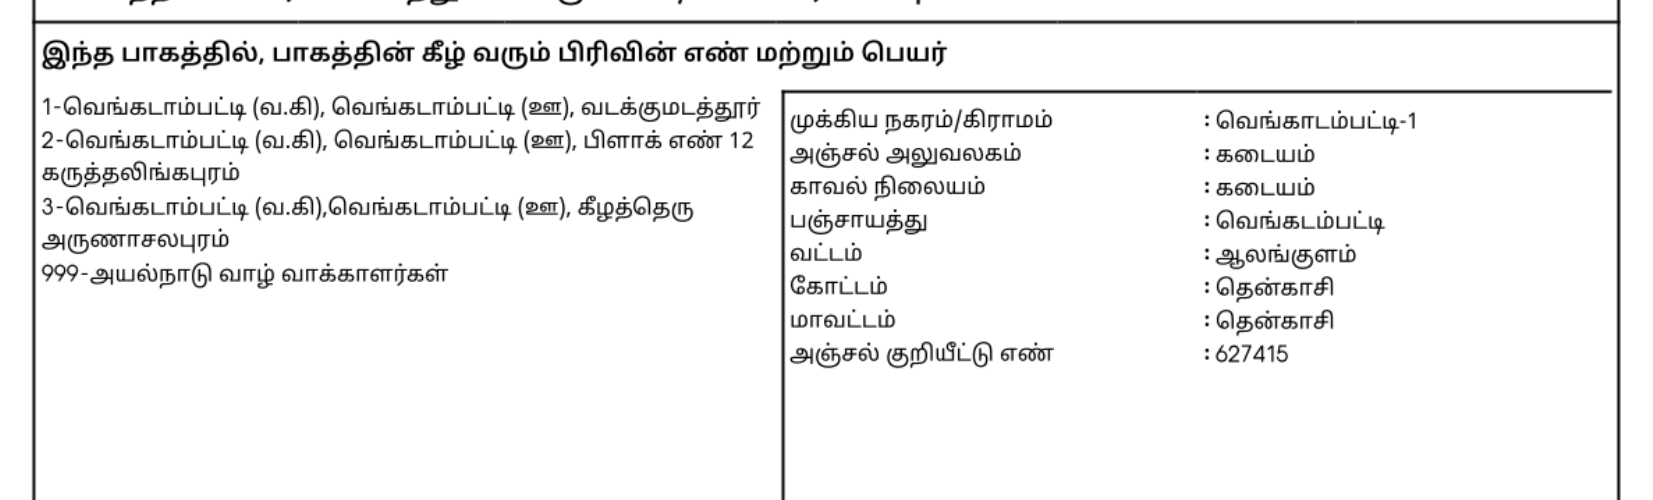 இந்த பாகத்தில், பாகத்தின் கீழ் வரும் பிரிவின் எண் மற்றும் பெயர்
1-வெங்கடாம்பட்டி (வ.கி), வெங்கடாம்பட்டி (ஊ), வடக்குமடத்தூர்
2-வெங்கடாம்பட்டி (வ.கி), வெங்கடாம்பட்டி (ஊ), பிளாக் எண் 12
கருத்தலிங்கபுரம்
3-வெங்கடாம்பட்டி (வ.கி),வெங்கடாம்பட்டி (ஊ), கீழத்தெரு
அருணாசலபுரம்
999-அயல்நாடு வாழ் வாக்காளர்கள்
முக்கிய நகரம்/கிராமம் : வெங்காடம்பட்டி-1
அஞ்சல் அலுவலகம் : கடையம்
காவல் நிலையம் : கடையம்
பஞ்சாயத்து : வெங்கடம்பட்டி
வட்டம் : ஆலங்குளம்
கோட்டம் : தென்காசி
மாவட்டம் : தென்காசி
அஞ்சல் குறியீட்டு எண் : 627415